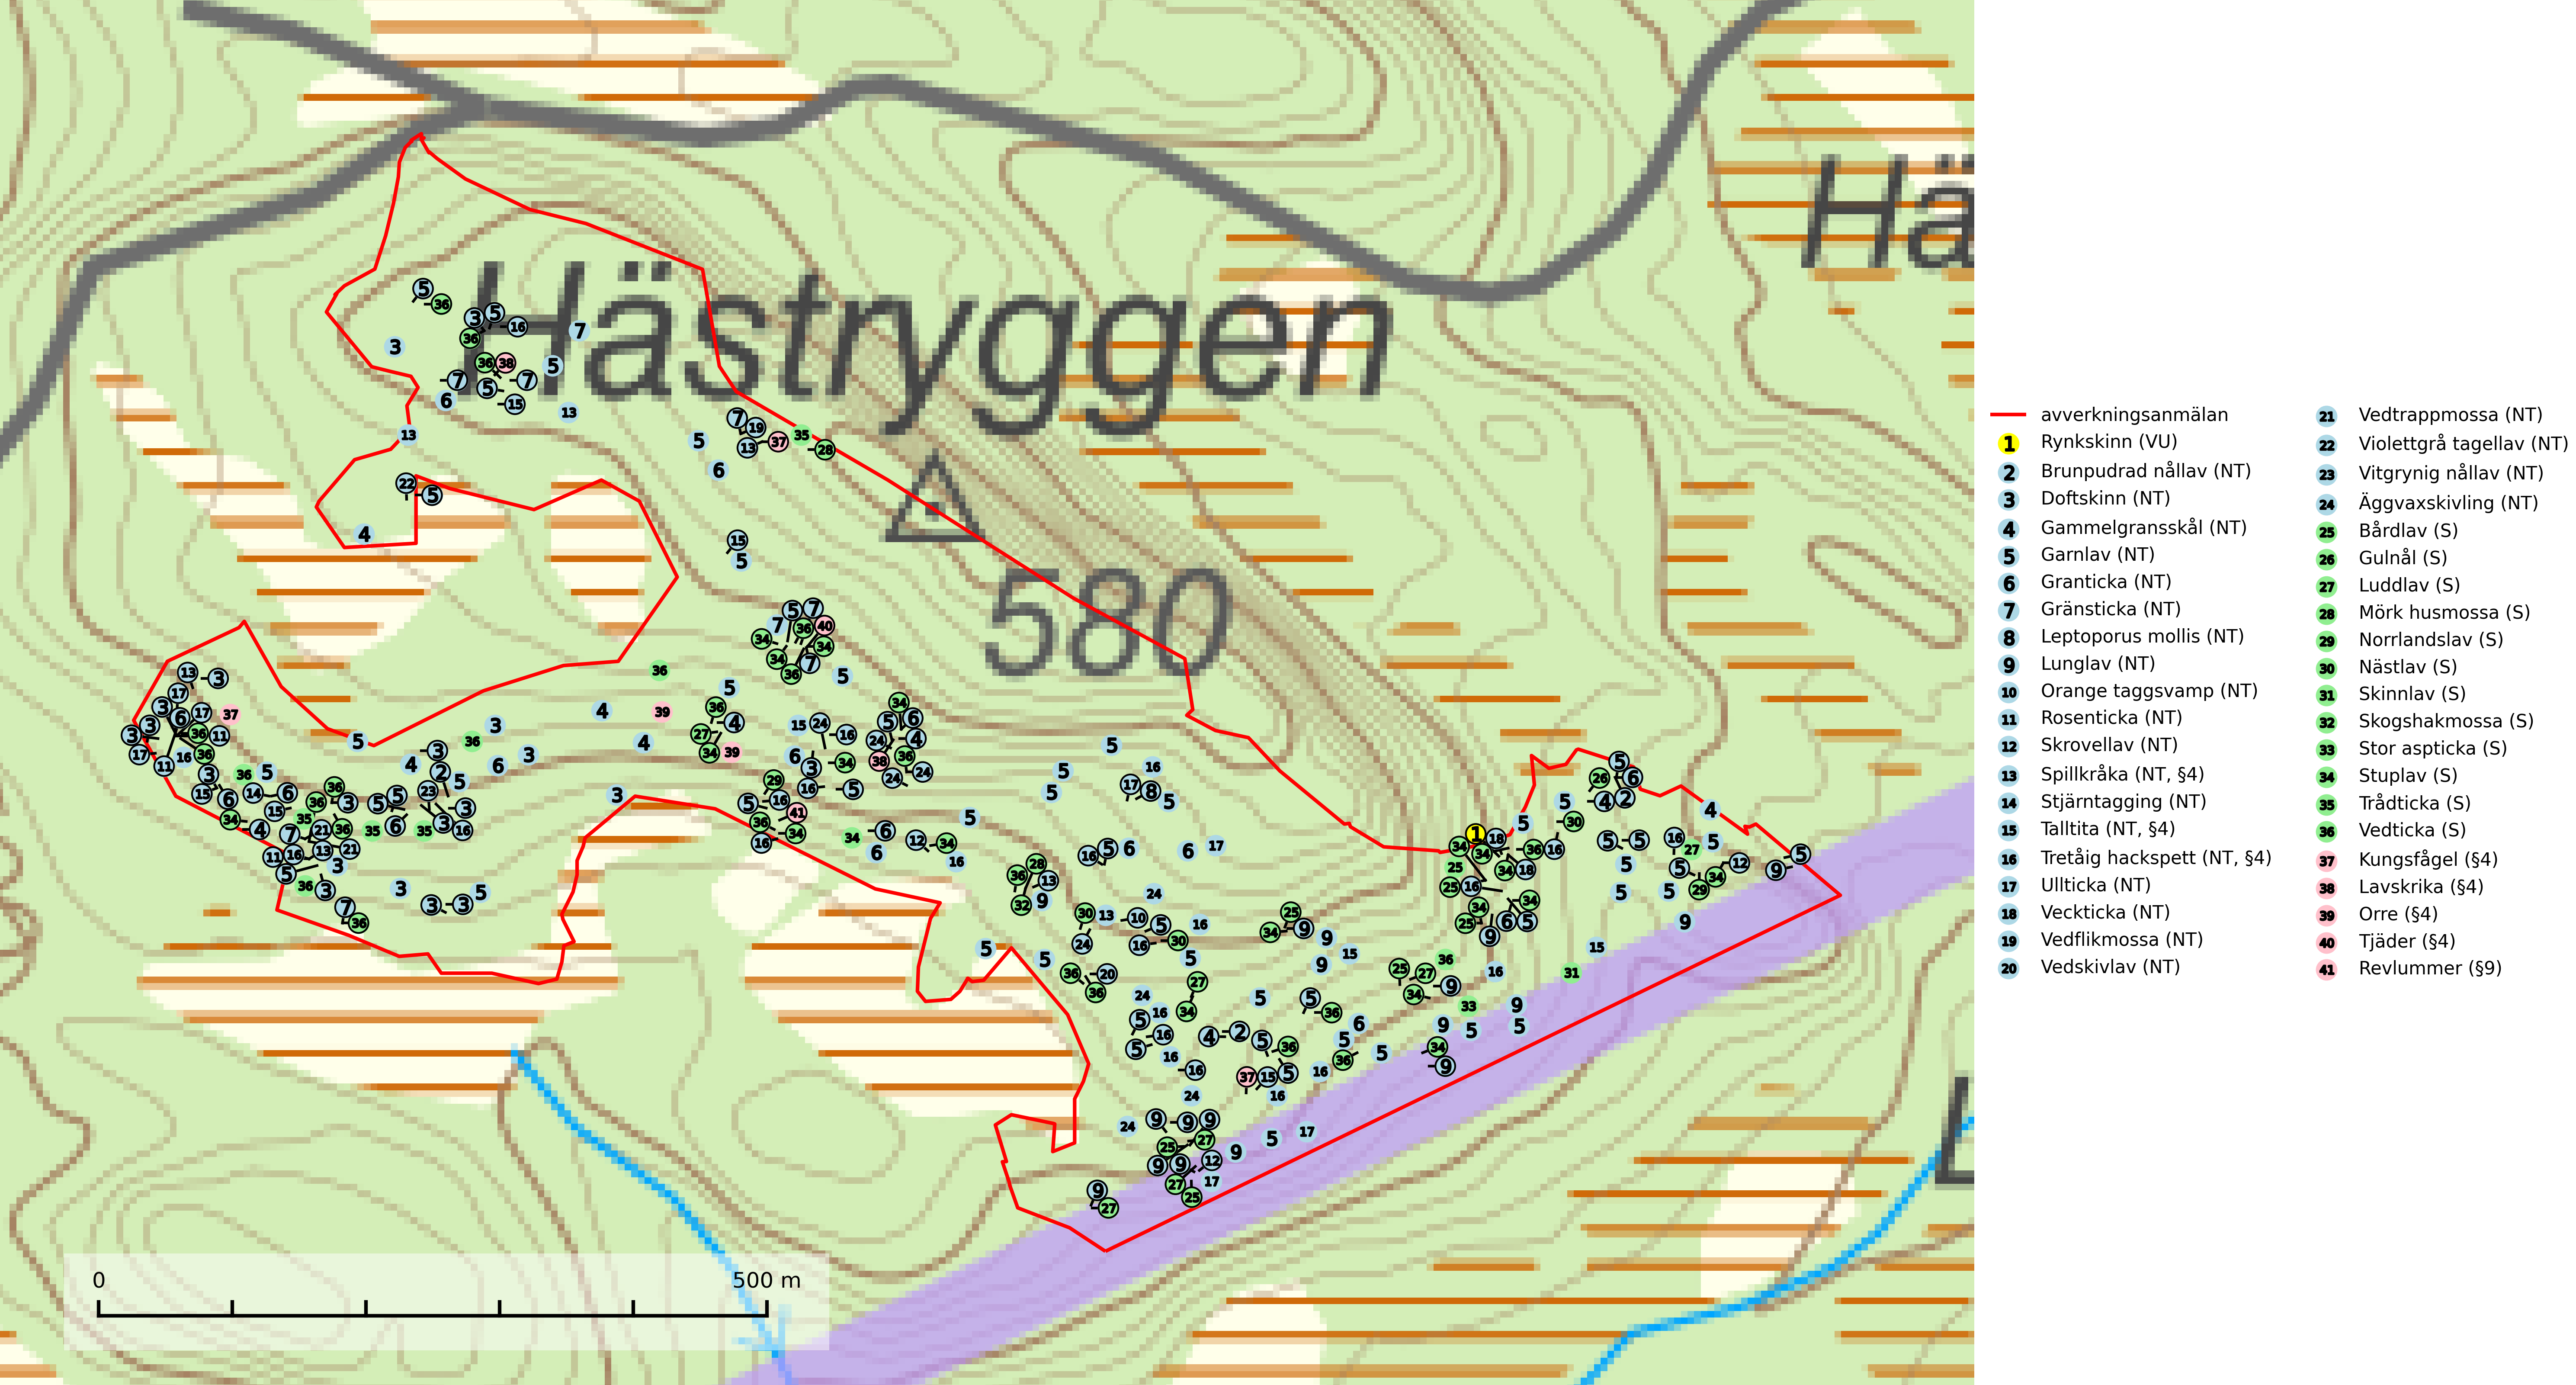 Hästryggen
580
Hä
L
0 500 m
avverkningsanmälan
1 Rynkskinn (VU)
2 Brunpudrad nållav (NT)
3 Doftskinn (NT)
4 Gammelgransskål (NT)
5 Garnlav (NT)
6 Granticka (NT)
7 Gränsticka (NT)
8 Leptoporus mollis (NT)
9 Lunglav (NT)
10 Orange taggsvamp (NT)
11 Rosenticka (NT)
12 Skrovellav (NT)
13 Spillkråka (NT, §4)
14 Stjärntagging (NT)
15 Talltita (NT, §4)
16 Tretåig hackspett (NT, §4)
17 Ullticka (NT)
18 Veckticka (NT)
19 Vedflikmossa (NT)
20 Vedskivlav (NT)
21 Vedtrappmossa (NT)
22 Violettgrå tagellav (NT)
23 Vitgrynig nållav (NT)
24 Äggvaxskivling (NT)
25 Bårdlav (S)
26 Gulnål (S)
27 Luddlav (S)
28 Mörk husmossa (S)
29 Norrlandslav (S)
30 Nästlav (S)
31 Skinnlav (S)
32 Skogshakmossa (S)
33 Stor aspticka (S)
34 Stuplav (S)
35 Trådticka (S)
36 Vedticka (S)
37 Kungsfågel (§4)
38 Lavskrika (§4)
39 Orre (§4)
40 Tjäder (§4)
41 Revlummer (§9)